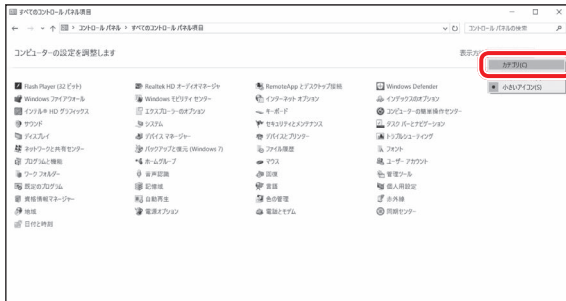 すべてのコントロール パネル項目
コントロール パネル > すべてのコントロール パネル項目
コントロール パネルの検索
コンピューターの設定を調整します
表示方
カテゴリ(C)
小さいアイコン(S)
Flash Player (32 ビット) Realtek HD オーディオマネージャ RemoteApp とデスクトップ接続 Windows Defender
Windows ファイアウォール Windows モビリティ センター インターネット オプション インデックスのオプション
インテル® HD グラフィックス エクスプローラーのオプション キーボード コンピューターの簡単操作センター
サウンド システム セキュリティとメンテナンス タスク バーとナビゲーション
ディスプレイ デバイス マネージャー デバイスとプリンター トラブルシューティング
ネットワークと共有センター バックアップと復元 (Windows 7) ファイル履歴 フォント
プログラムと機能 ホームグループ マウス ユーザー アカウント
ワーク フォルダー 音声認識 回復 管理ツール
既定のプログラム 記憶域 言語 個人用設定
資格情報マネージャー 自動再生 色の管理 赤外線
地域 電源オプション 電話とモデム 同期センター
日付と時刻